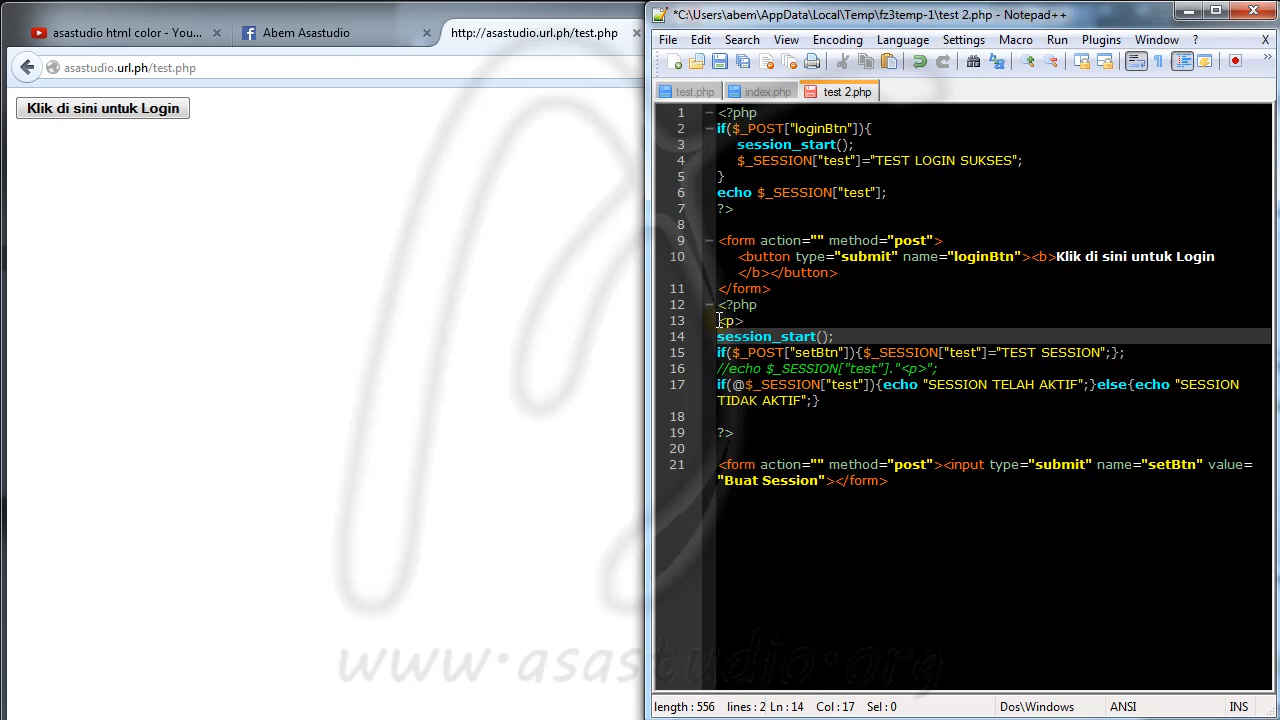 asastudio html color - You...
Abem Asastudio
http://asastudio.url.ph/test.php
asastudio.url.ph/test.php
Klik di sini untuk Login
*C:\Users\abem\AppData\Local\Temp\fz3temp-1\test 2.php - Notepad++
File Edit Search View Encoding Language Settings Macro Run Plugins Window ? X
test.php index.php test 2.php
1 <?php
2 if($_POST["loginBtn"]){
3 session_start();
4 $_SESSION["test"]="TEST LOGIN SUKSES";
5 }
6 echo $_SESSION["test"];
7 ?>
8
9 <form action="" method="post">
10 <button type="submit" name="loginBtn"><b>Klik di sini untuk Login
</b></button>
11 </form>
12 <?php
13 <p>
14 session_start();
15 if($_POST["setBtn"]){$_SESSION["test"]="TEST SESSION";};
16 //echo $_SESSION["test"]."<p>";
17 if(@$_SESSION["test"]){echo "SESSION TELAH AKTIF";}else{echo "SESSION
TIDAK AKTIF";}
18
19 ?>
20
21 <form action="" method="post"><input type="submit" name="setBtn" value=
"Buat Session"></form>
www.asastudio.org
length : 556 lines : 2 Ln : 14 Col : 17 Sel : 0 Dos\Windows ANSI INS